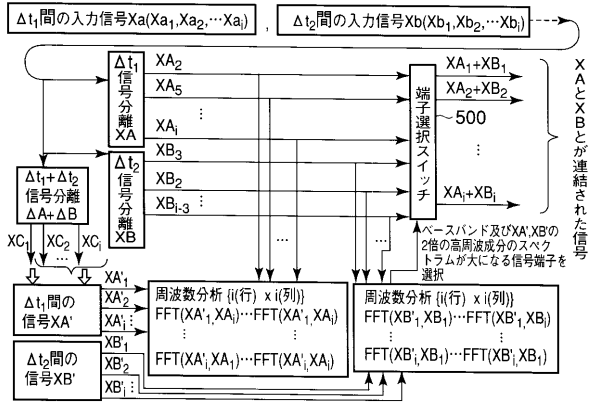 Δt₁間の入力信号Xa(Xa₁,Xa₂,…Xaᵢ)
,
Δt₂間の入力信号Xb(Xb₁,Xb₂,…Xbᵢ)
Δt₁
信号分離
XA
XA₂
XA₅
⋮
XAᵢ
Δt₂
信号分離
XB
XB₃
XB₂
⋮
XBᵢ₋₃
端子選択スイッチ
500
XA₁+XB₁
XA₂+XB₂
⋮
XAᵢ+XBᵢ
XAとXBとが連結された信号
Δt₁+Δt₂
信号分離
ΔA+ΔB
XC₁
XC₂
…
XCᵢ
…
…
ベースバンド及びXA',XB'の
2倍の高周波成分のスペク
トラムが大になる信号端子を
選択
Δt₁間の
信号XA'
XA'₁
XA'₂
XA'ᵢ
Δt₂間の
信号XB'
XB'₁
XB'₂
XB'ᵢ
周波数分析 {i(行) x i(列)}
FFT(XA'₁,XAᵢ)…FFT(XA'₁,XAᵢ)
⋮ ⋮
FFT(XA'ᵢ,XA₁)…FFT(XA'ᵢ,XAᵢ)
周波数分析 {i(行) x i(列)}
FFT(XB'₁,XB₁)…FFT(XB'₁,XBᵢ)
⋮ ⋮
FFT(XB'ᵢ,XB₁)…FFT(XB'ᵢ,XB₁)